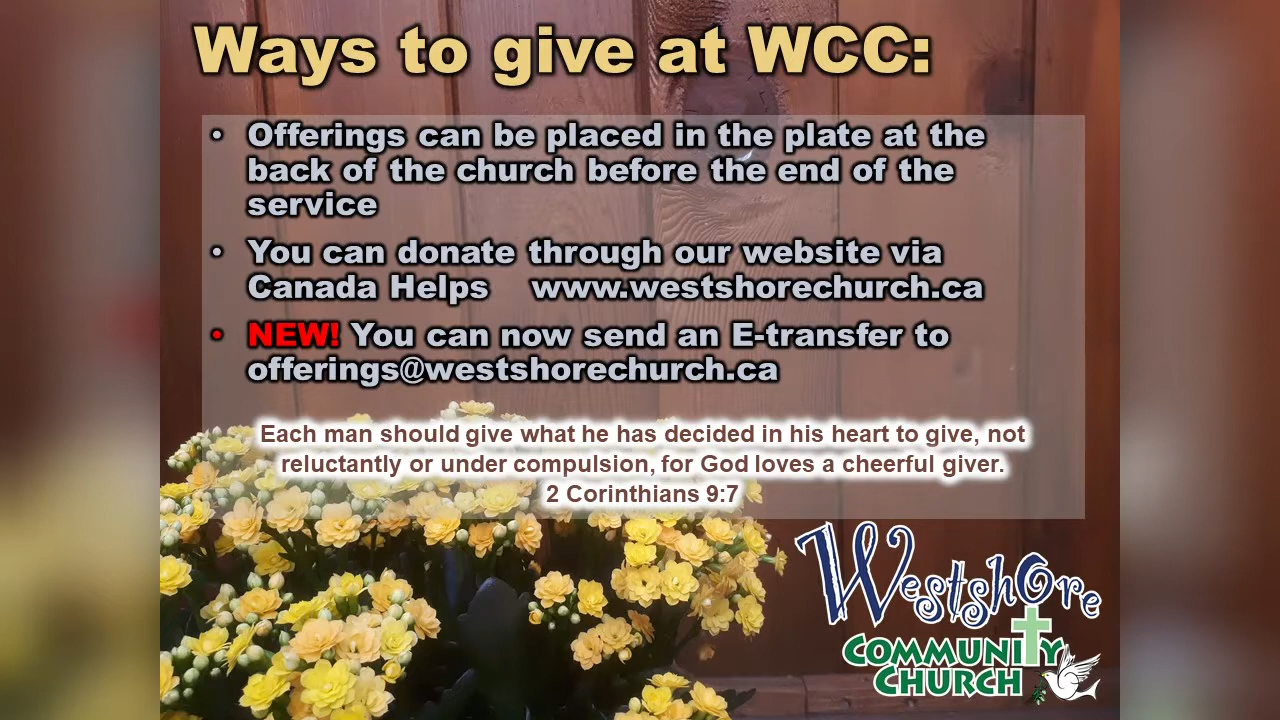 Ways to give at WCC:
• Offerings can be placed in the plate at the
back of the church before the end of the
service
• You can donate through our website via
Canada Helps www.westshorechurch.ca
• NEW! You can now send an E-transfer to
offerings@westshorechurch.ca
Each man should give what he has decided in his heart to give, not
reluctantly or under compulsion, for God loves a cheerful giver.
2 Corinthians 9:7
Westshore
COMMUNITY
CHURCH